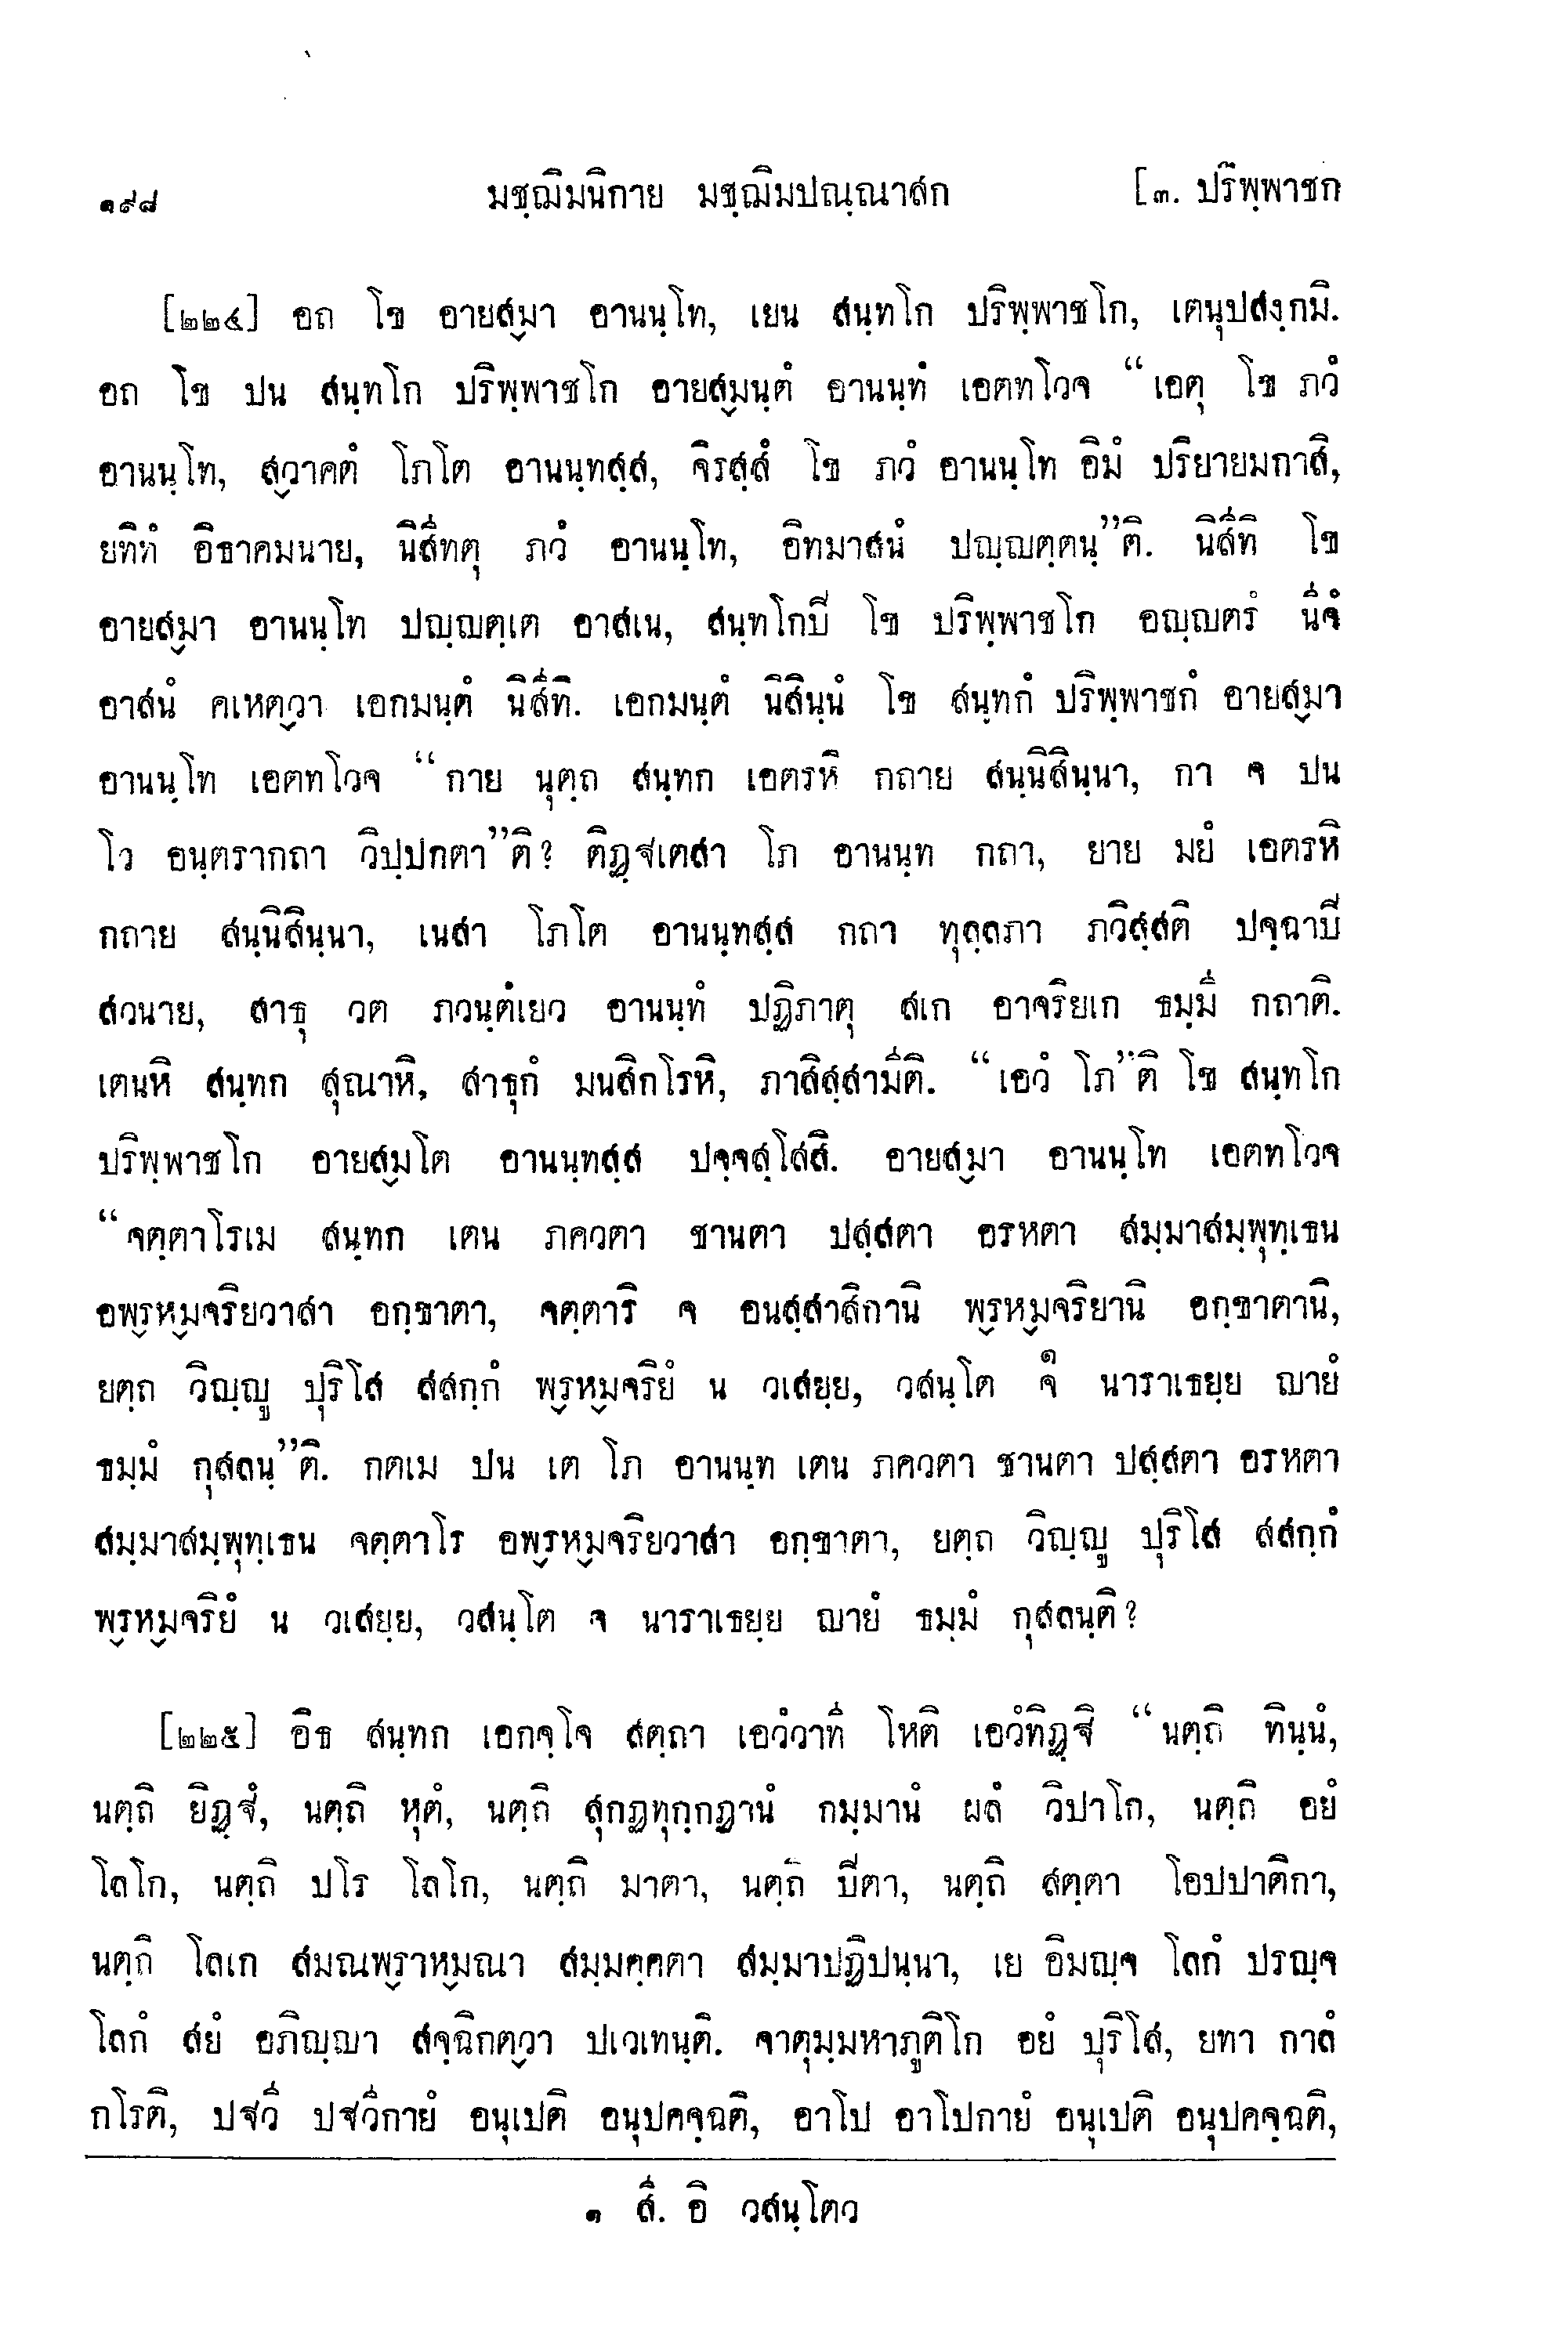 ๑๙๘ มชฺฌิมนิกาย มชฺฌิมปณฺณาสก [๓. ปริพฺพาชก
[๒๒๔] อถ โข อายสฺมา อานนฺโท, เยน สนฺทโก ปริพฺพาชโก, เตนุปสงฺกมิ.
อถ โข ปน สนฺทโก ปริพฺพาชโก อายสฺมนฺตํ อานนฺทํ เอตทโวจ “เอตุ โข ภวํ
อานนฺโท, สฺวาคตํ โภโต อานนฺทสฺส, จิรสฺสํ โข ภวํ อานนฺโท อิมํ ปริยายมกาสิ,
ยทิทํ อิธาคมนาย, นิสีทตุ ภวํ อานนฺโท, อิทมาสนํ ปญฺญตฺตนฺ”ติ. นิสีทิ โข
อายสฺมา อานนฺโท ปญฺญตฺเต อาสเน, สนฺทโกปิ โข ปริพฺพาชโก อญฺญตรํ นีจํ
อาสนํ คเหตฺวา เอกมนฺตํ นิสีทิ. เอกมนฺตํ นิสินฺนํ โข สนฺทกํ ปริพฺพาชกํ อายสฺมา
อานนฺโท เอตทโวจ “กาย นุตฺถ สนฺทก เอตรหิ กถาย สนฺนิสินฺนา, กา จ ปน
โว อนฺตรากถา วิปฺปกตา”ติ? ติฏฺฐเตสา โภ อานนฺท กถา, ยาย มยํ เอตรหิ
กถาย สนฺนิสินฺนา, เนสา โภโต อานนฺทสฺส กถา ทุลฺลภา ภวิสฺสติ ปจฺฉาปิ
สวนาย, สาธุ วต ภวนฺตํเยว อานนฺทํ ปฏิภาตุ สเก อาจริยเก ธมฺมี กถาติ.
เตนหิ สนฺทก สุณาหิ, สาธุกํ มนสิกโรหิ, ภาสิสฺสามีติ. “เอวํ โภ”ติ โข สนฺทโก
ปริพฺพาชโก อายสฺมโต อานนฺทสฺส ปจฺจสฺโสสิ. อายสฺมา อานนฺโท เอตทโวจ
“จตฺตาโรเม สนฺทก เตน ภควตา ชานตา ปสฺสตา อรหตา สมฺมาสมฺพุทฺเธน
อพฺรหฺมจริยวาสา อกฺขาตา, จตฺตาริ จ อนสฺสาสิกานิ พฺรหฺมจริยานิ อกฺขาตานิ,
ยตฺถ วิญฺญู ปุริโส สสกฺกํ พฺรหฺมจริยํ น วเสยฺย, วสนฺโต จ๑ นาราเธยฺย ญายํ
ธมฺมํ กุสลนฺ”ติ. กตเม ปน เต โภ อานนฺท เตน ภควตา ชานตา ปสฺสตา อรหตา
สมฺมาสมฺพุทฺเธน จตฺตาโร อพฺรหฺมจริยวาสา อกฺขาตา, ยตฺถ วิญฺญู ปุริโส สสกฺกํ
พฺรหฺมจริยํ น วเสยฺย, วสนฺโต จ นาราเธยฺย ญายํ ธมฺมํ กุสลนฺติ?
[๒๒๕] อิธ สนฺทก เอกจฺโจ สตฺถา เอวํวาที โหติ เอวํทิฏฺฐิ “นตฺถิ ทินฺนํ,
นตฺถิ ยิฏฺฐํ, นตฺถิ หุตํ, นตฺถิ สุกฏทุกฺกฏานํ กมฺมานํ ผลํ วิปาโก, นตฺถิ อยํ
โลโก, นตฺถิ ปโร โลโก, นตฺถิ มาตา, นตฺถิ ปิตา, นตฺถิ สตฺตา โอปปาติกา,
นตฺถิ โลเก สมณพฺราหฺมณา สมฺมคฺคตา สมฺมาปฏิปนฺนา, เย อิมญฺจ โลกํ ปรญฺจ
โลกํ สยํ อภิญฺญา สจฺฉิกตฺวา ปเวเทนฺติ. จาตุมฺมหาภูติโก อยํ ปุริโส, ยทา กาลํ
กโรติ, ปฐวี ปฐวีกายํ อนุเปติ อนุปคจฺฉติ, อาโป อาโปกายํ อนุเปติ อนุปคจฺฉติ,
๑ สี. อิ วสนฺโตว